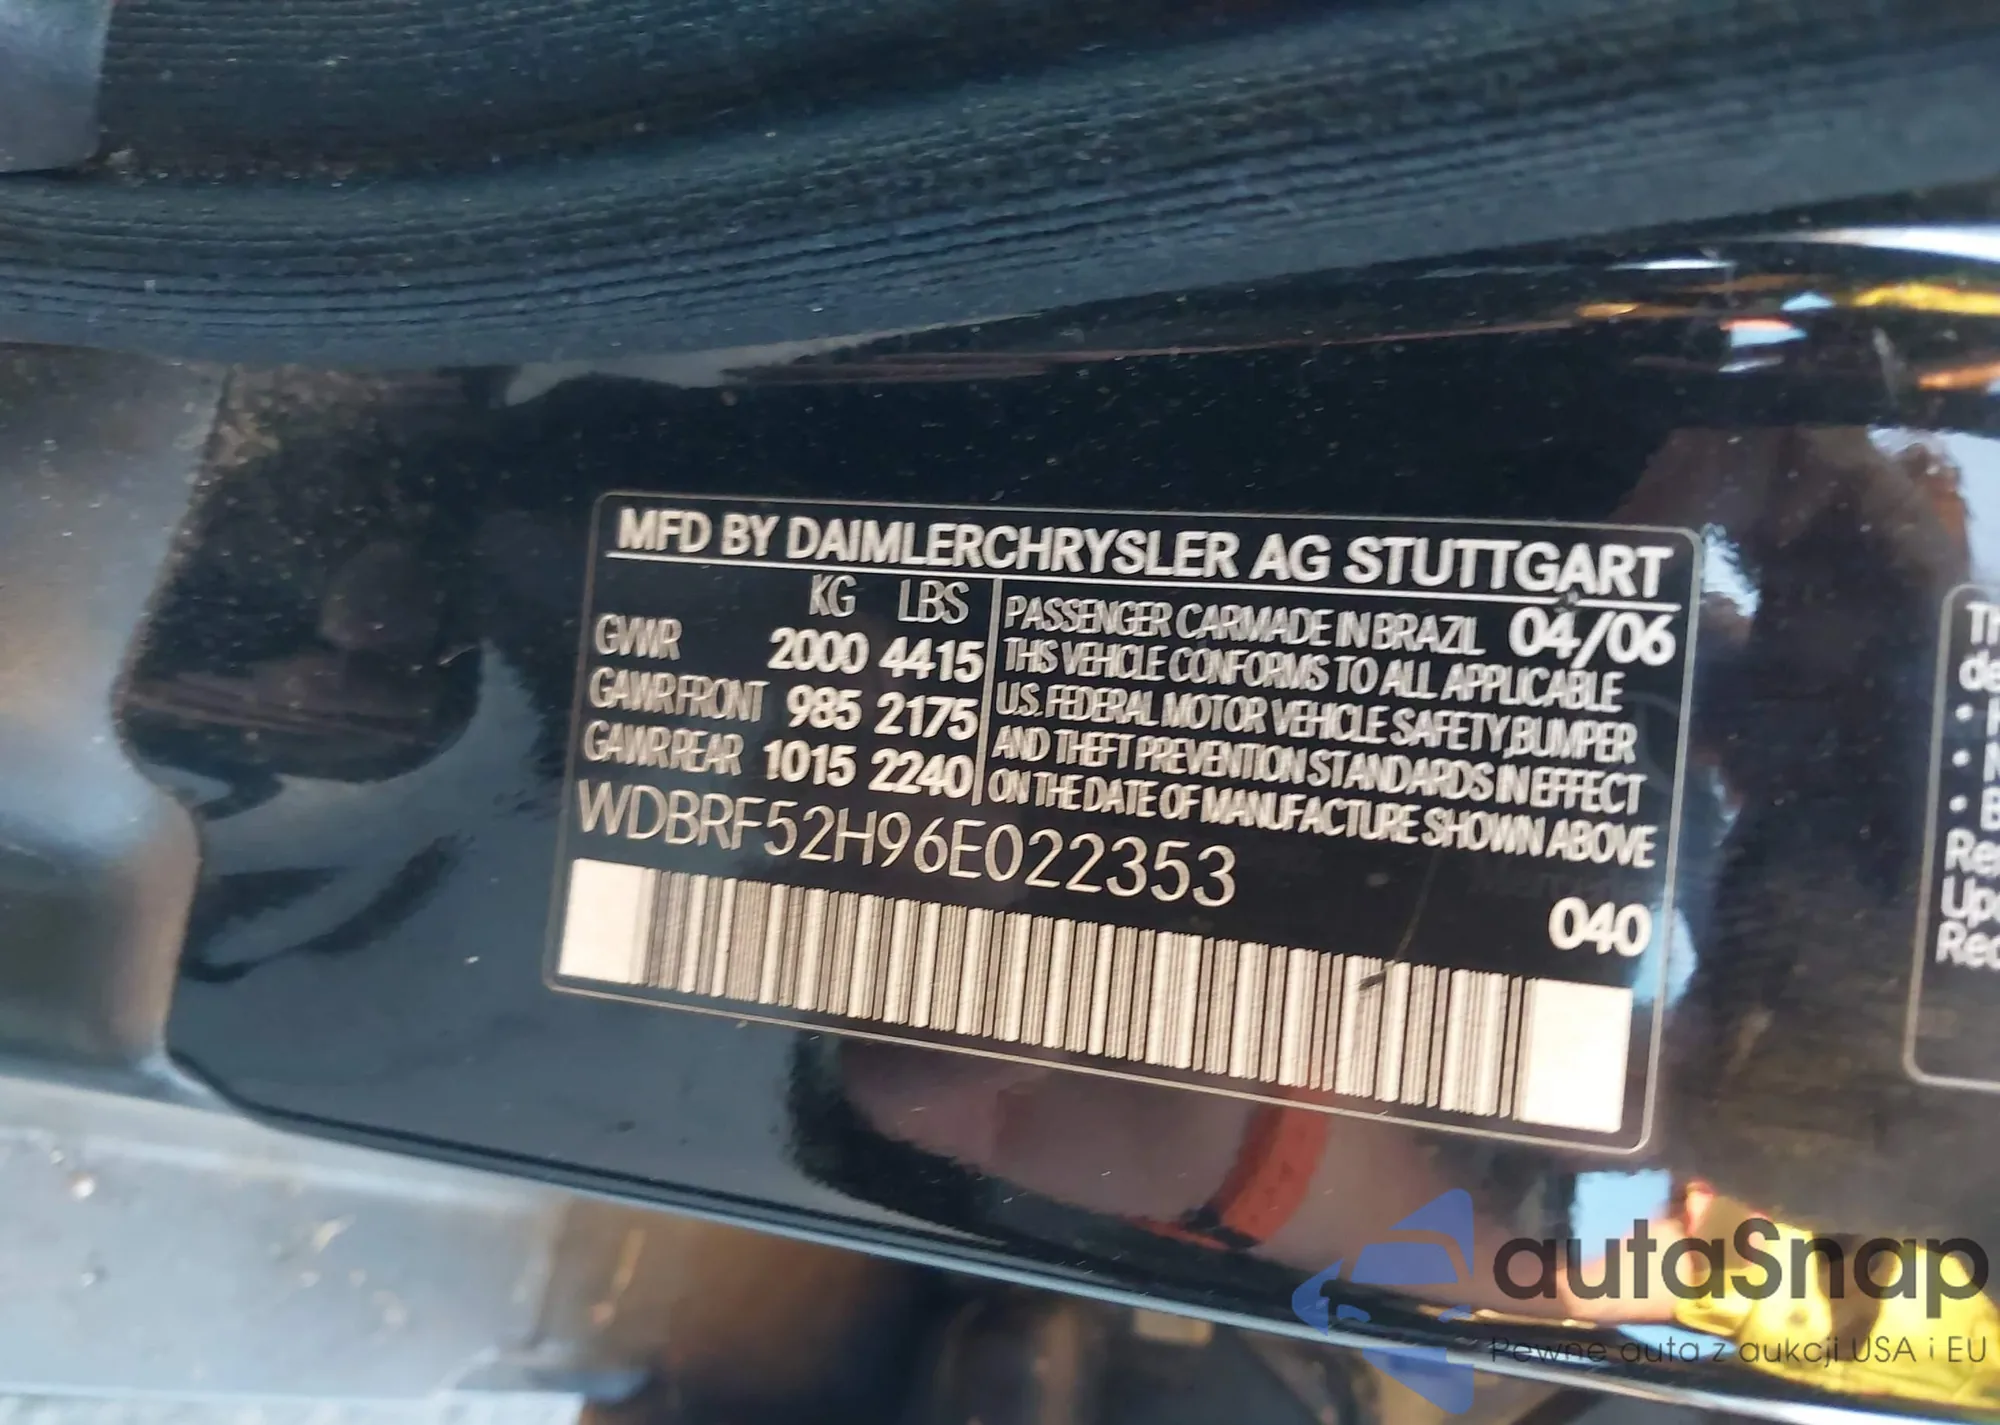 MFD BY DAIMLERCHRYSLER AG STUTTGART
KG LBS
GVWR 2000 4415
GAWR FRONT 985 2175
GAWR REAR 1015 2240
PASSENGER CAR MADE IN BRAZIL 04/06
THIS VEHICLE CONFORMS TO ALL APPLICABLE
U.S. FEDERAL MOTOR VEHICLE SAFETY, BUMPER
AND THEFT PREVENTION STANDARDS IN EFFECT
ON THE DATE OF MANUFACTURE SHOWN ABOVE
WDBRF52H96E022353
040
autaSnap
Pewne auta z aukcji USA i EU